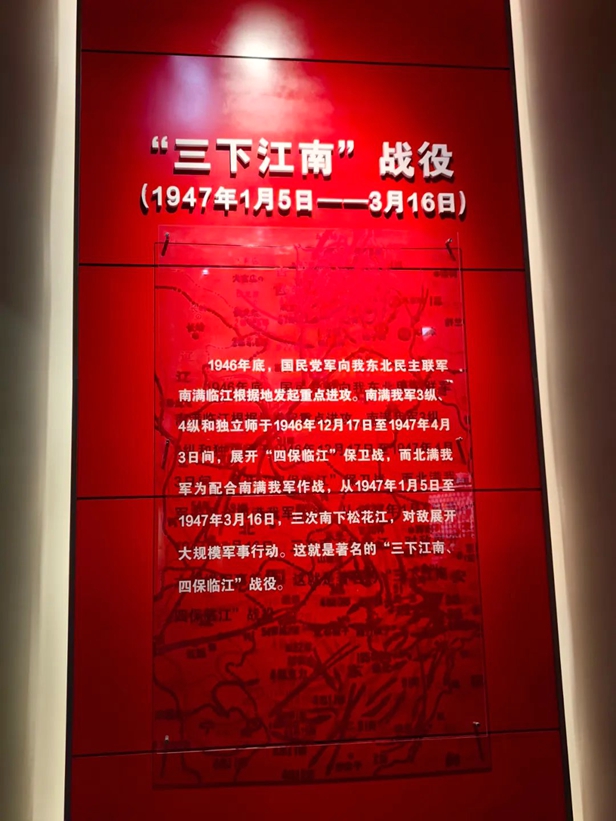 “三下江南”战役
（1947年1月5日——3月16日）
1946年底，国民党军向我东北民主联军
南满临江根据地发起重点进攻。南满我军3纵、
4纵和独立师于1946年12月17日至1947年4月
3日间，展开“四保临江”保卫战，而北满我
军为配合南满我军作战，从1947年1月5日至
1947年3月16日，三次南下松花江，对敌展开
大规模军事行动。这就是著名的“三下江南、
四保临江”战役。